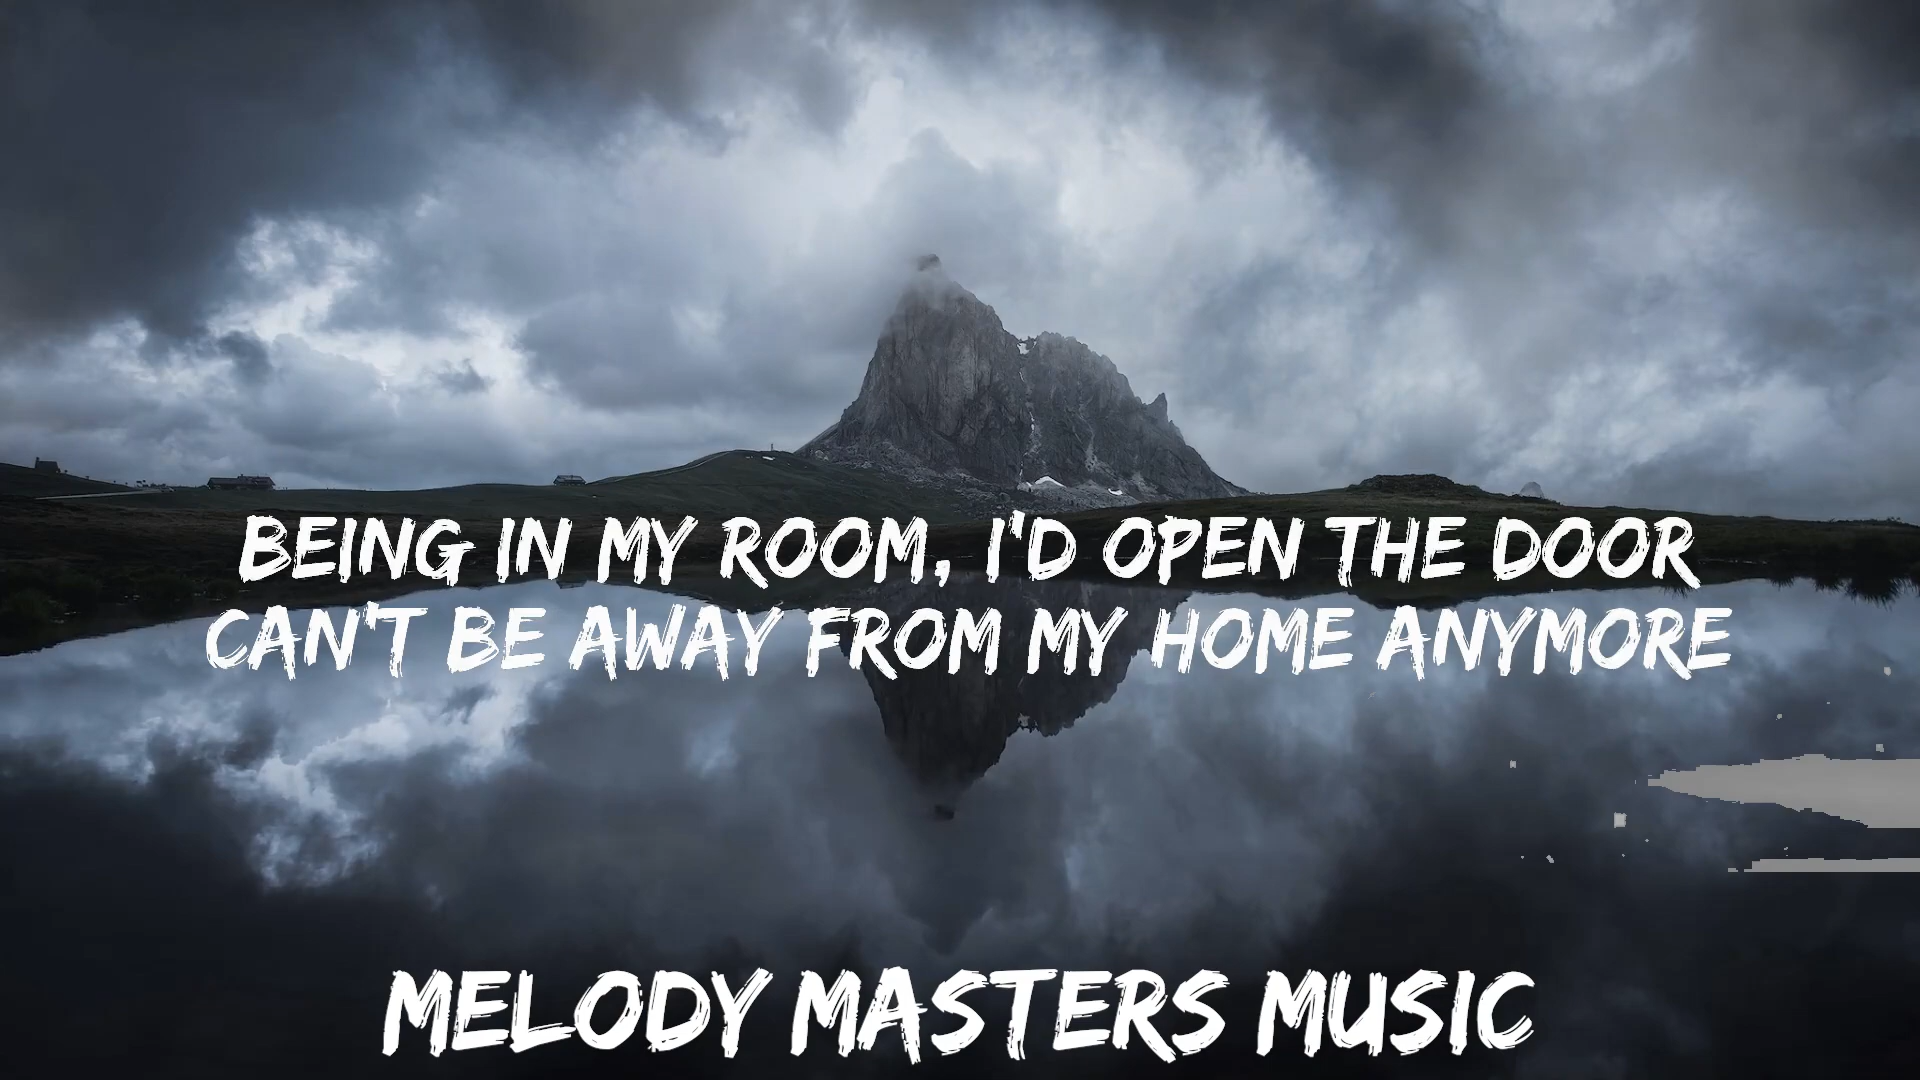 BEING IN MY ROOM, I'D OPEN THE DOOR
CAN'T BE AWAY FROM MY HOME ANYMORE
MELODY MASTERS MUSIC